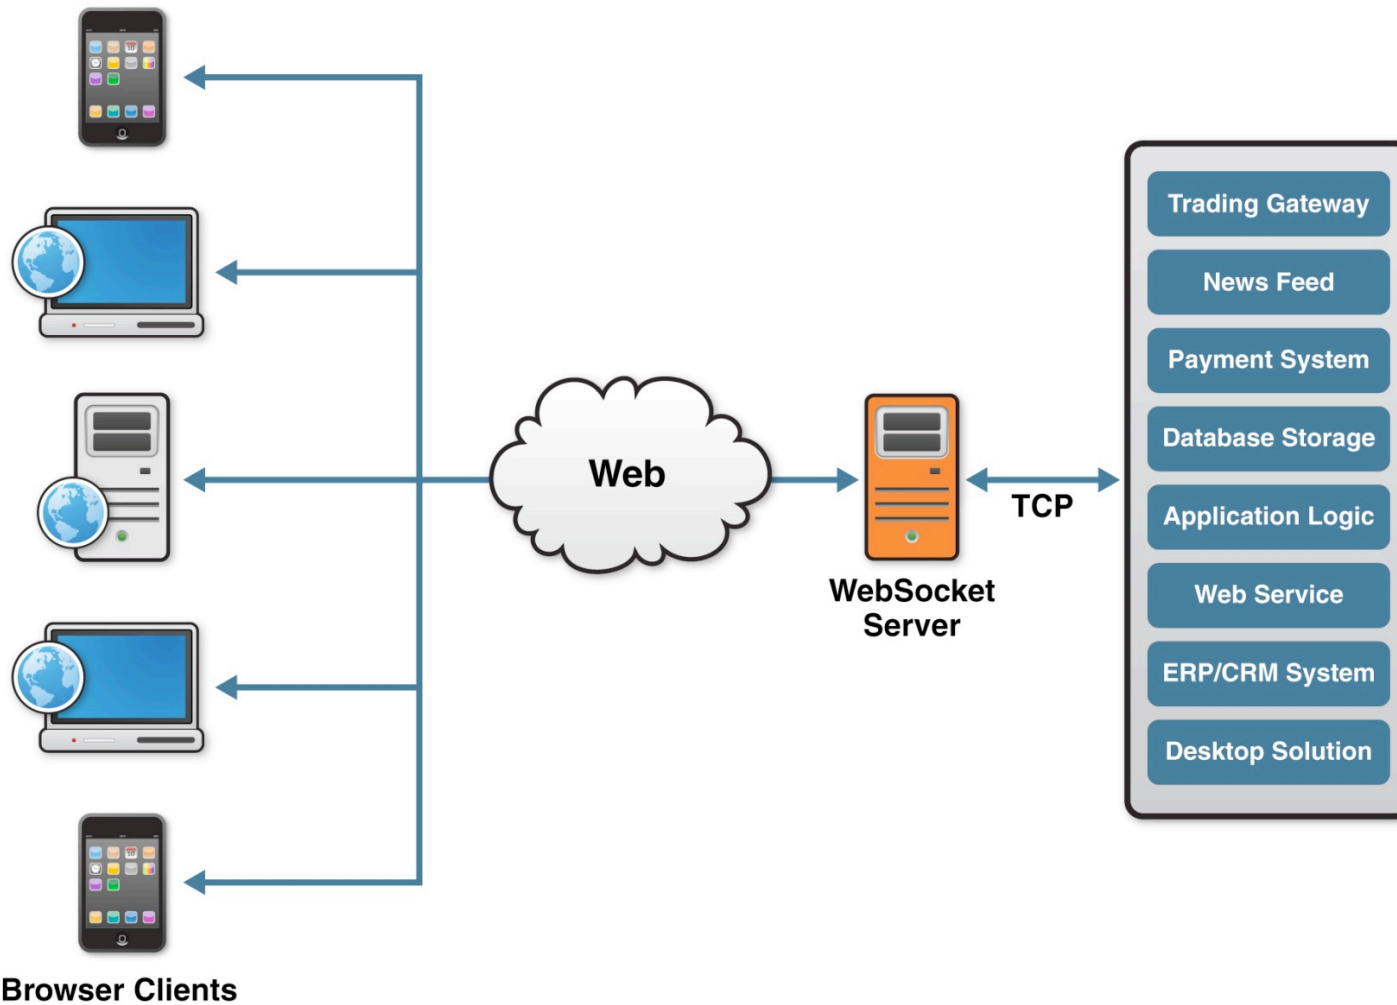 Trading Gateway
News Feed
Payment System
Database Storage
Application Logic
Web Service
ERP/CRM System
Desktop Solution
Web
TCP
WebSocket
Server
Browser Clients